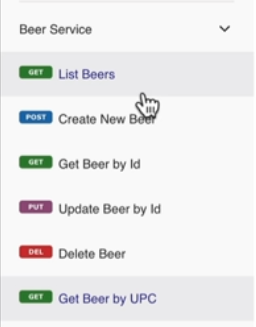 Beer Service
GET List Beers
POST Create New Beer
GET Get Beer by Id
PUT Update Beer by Id
DEL Delete Beer
GET Get Beer by UPC